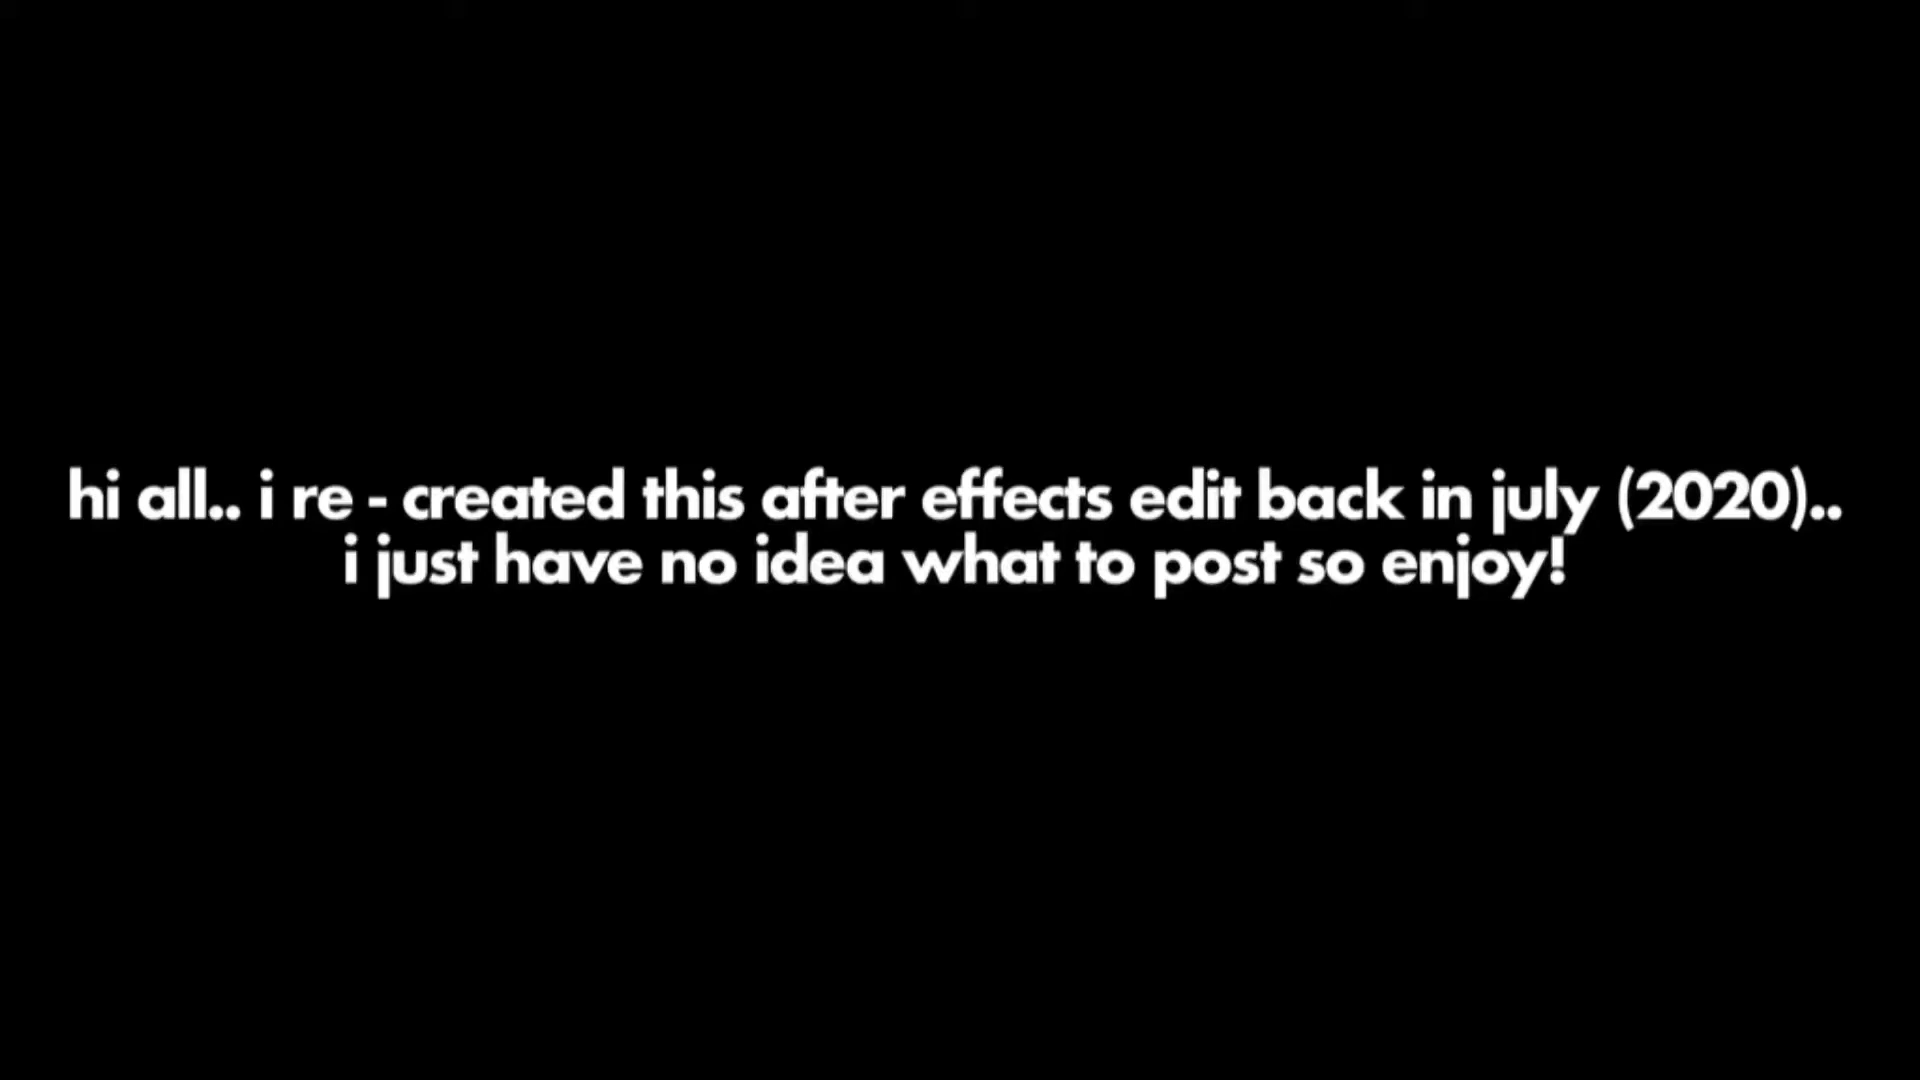 hi all.. i re - created this after effects edit back in july (2020)..
i just have no idea what to post so enjoy!